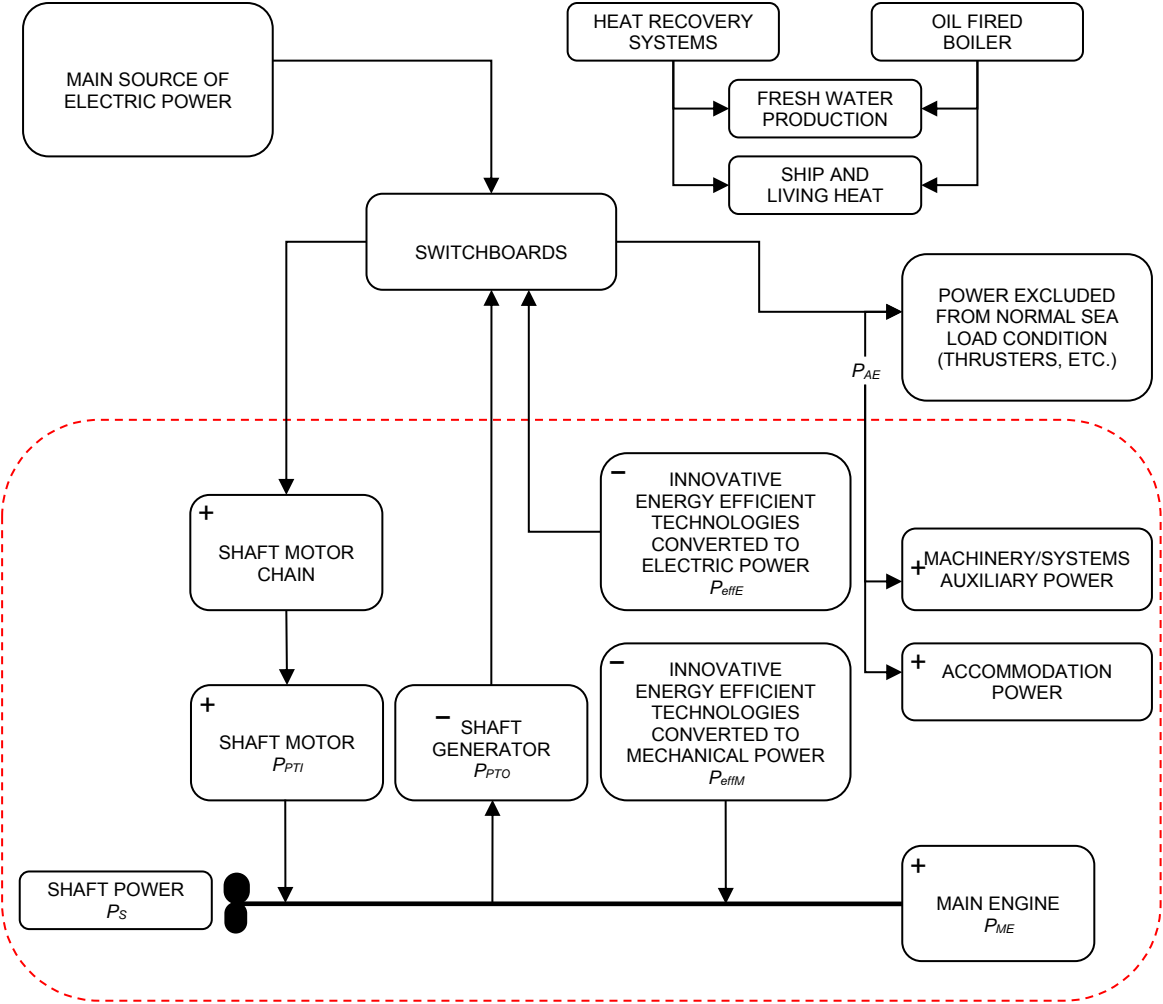 MAIN SOURCE OF
ELECTRIC POWER
HEAT RECOVERY
SYSTEMS
OIL FIRED
BOILER
FRESH WATER
PRODUCTION
SHIP AND
LIVING HEAT
SWITCHBOARDS
POWER EXCLUDED
FROM NORMAL SEA
LOAD CONDITION
(THRUSTERS, ETC.)
PAE
+
SHAFT MOTOR
CHAIN
−
INNOVATIVE
ENERGY EFFICIENT
TECHNOLOGIES
CONVERTED TO
ELECTRIC POWER
PeffE
+MACHINERY/SYSTEMS
AUXILIARY POWER
+
SHAFT MOTOR
PPTI
− SHAFT
GENERATOR
PPTO
−
INNOVATIVE
ENERGY EFFICIENT
TECHNOLOGIES
CONVERTED TO
MECHANICAL POWER
PeffM
+
ACCOMMODATION
POWER
SHAFT POWER
PS
+
MAIN ENGINE
PME